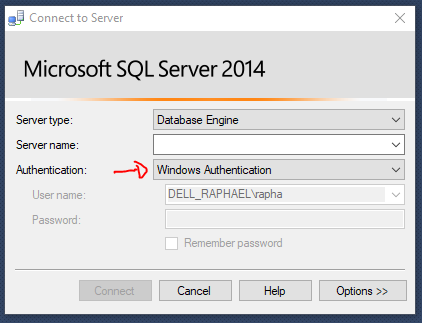 Connect to Server
Microsoft SQL Server 2014
Server type: Database Engine
Server name:
Authentication: Windows Authentication
User name: DELL_RAPHAEL\rapha
Password:
Remember password
Connect Cancel Help Options >>